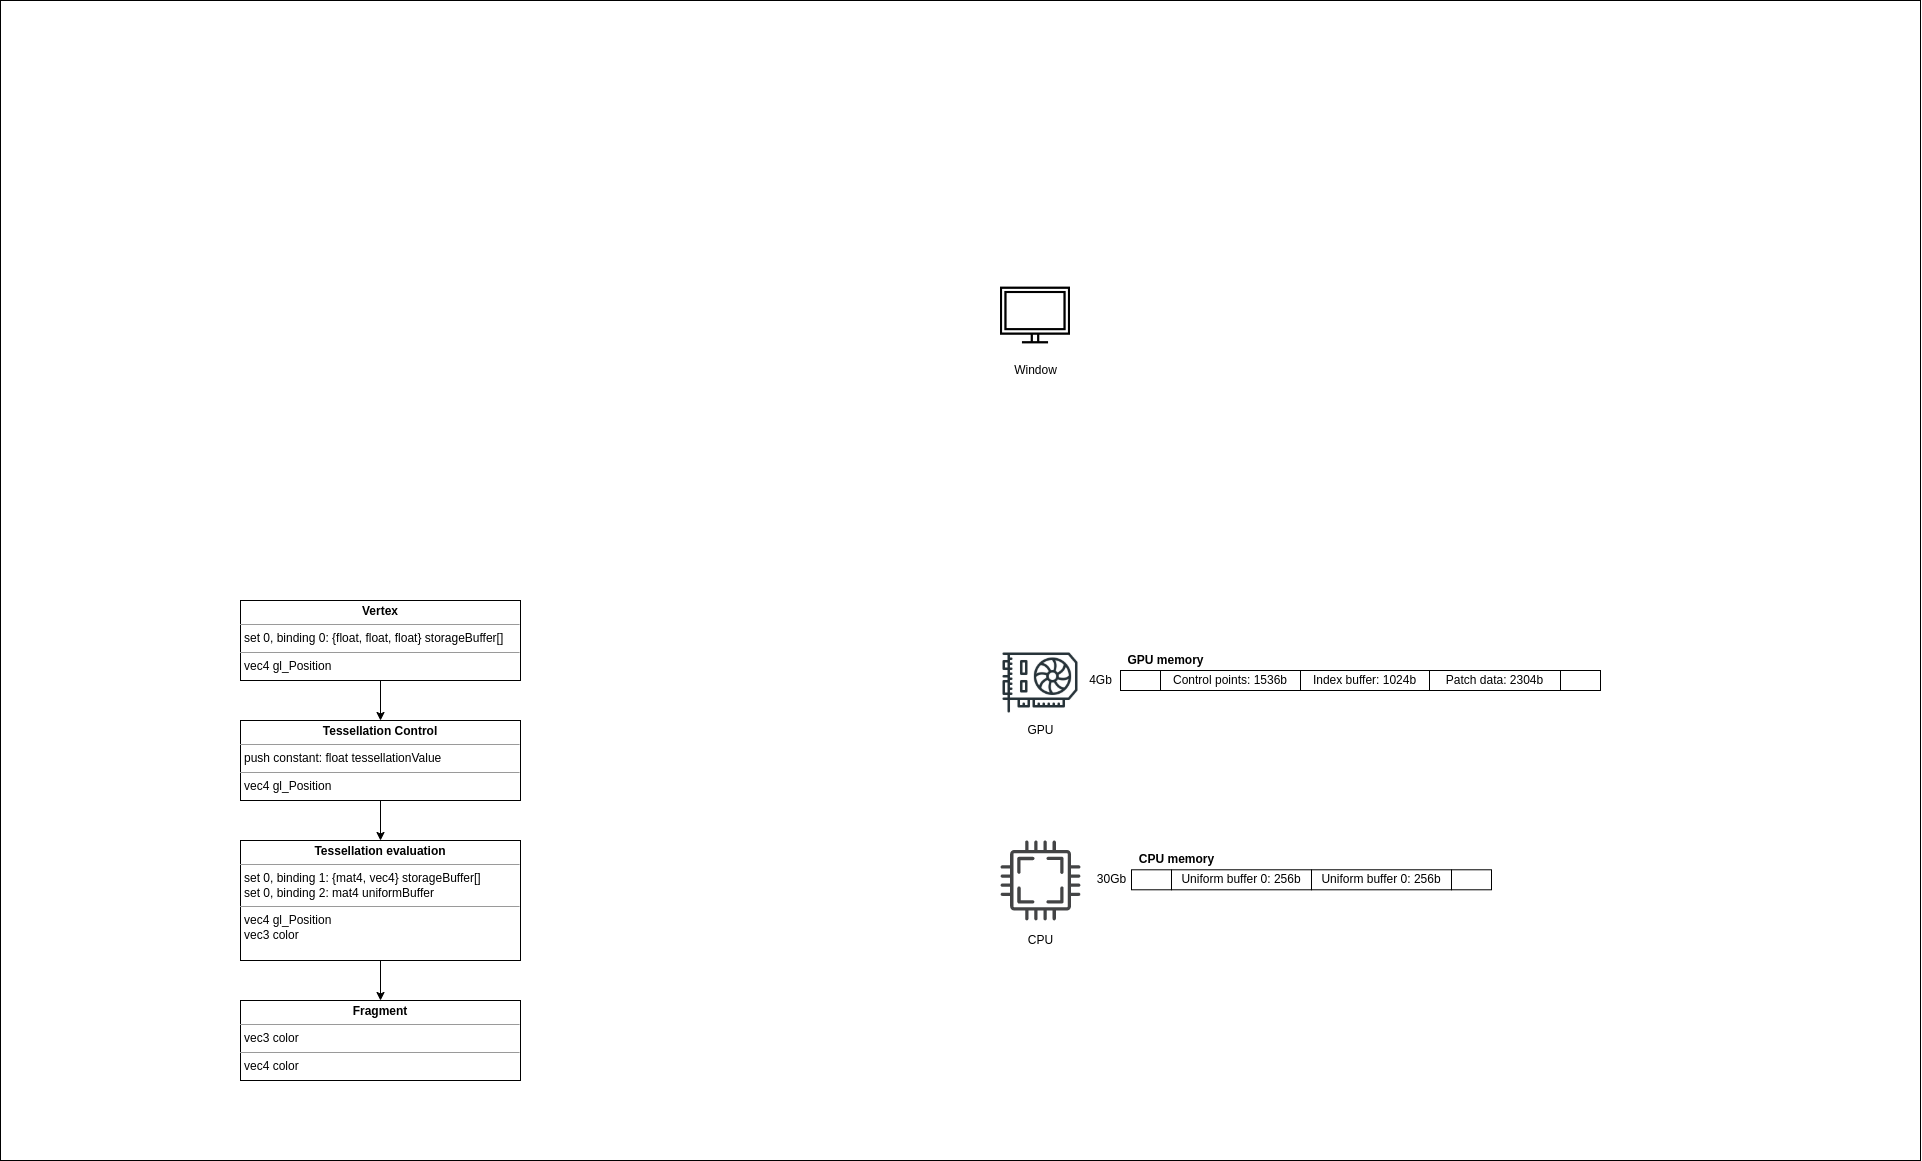 Window
Vertex
set 0, binding 0: {float, float, float} storageBuffer[]
vec4 gl_Position
Tessellation Control
push constant: float tessellationValue
vec4 gl_Position
Tessellation evaluation
set 0, binding 1: {mat4, vec4} storageBuffer[]
set 0, binding 2: mat4 uniformBuffer
vec4 gl_Position
vec3 color
Fragment
vec3 color
vec4 color
GPU memory
4Gb
Control points: 1536b
Index buffer: 1024b
Patch data: 2304b
GPU
CPU memory
30Gb
Uniform buffer 0: 256b
Uniform buffer 0: 256b
CPU